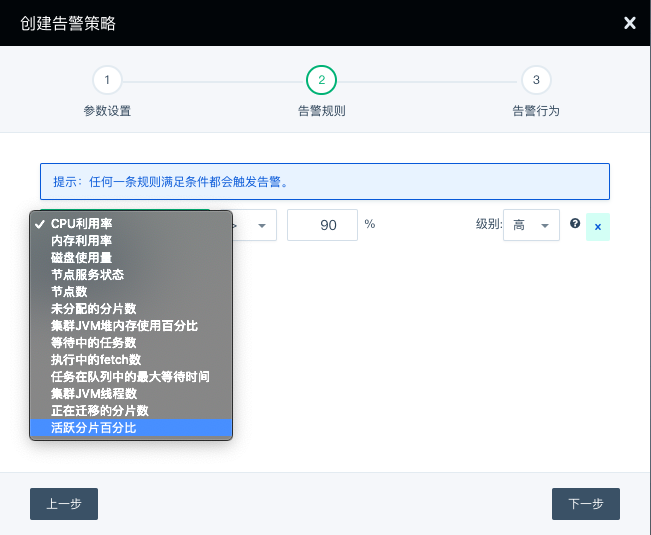 创建告警策略
1
2
3
参数设置
告警规则
告警行为
提示：任何一条规则满足条件都会触发告警。
> 90 % 级别: 高 ? x
CPU利用率
内存利用率
磁盘使用量
节点服务状态
节点数
未分配的分片数
集群JVM堆内存使用百分比
等待中的任务数
执行中的fetch数
任务在队列中的最大等待时间
集群JVM线程数
正在迁移的分片数
活跃分片百分比
上一步
下一步